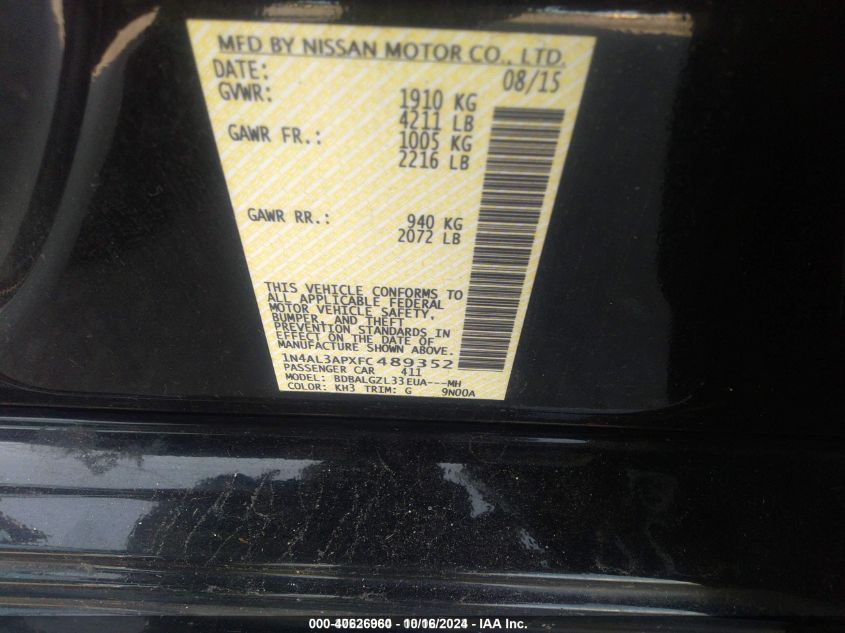 MFD BY NISSAN MOTOR CO., LTD.
DATE: 08/15
GVWR: 1910 KG
4211 LB
GAWR FR.: 1005 KG
2216 LB
GAWR RR.: 940 KG
2072 LB
THIS VEHICLE CONFORMS TO
ALL APPLICABLE FEDERAL
MOTOR VEHICLE SAFETY,
BUMPER, AND THEFT
PREVENTION STANDARDS IN
EFFECT ON THE DATE OF
MANUFACTURE SHOWN ABOVE.
1N4AL3APXFC489352
PASSENGER CAR 411
MODEL: BDBALGZL33EUA---MH
COLOR: KH3 TRIM: G 9N00A
000-40626960 - 10/16/2024 - IAA Inc.